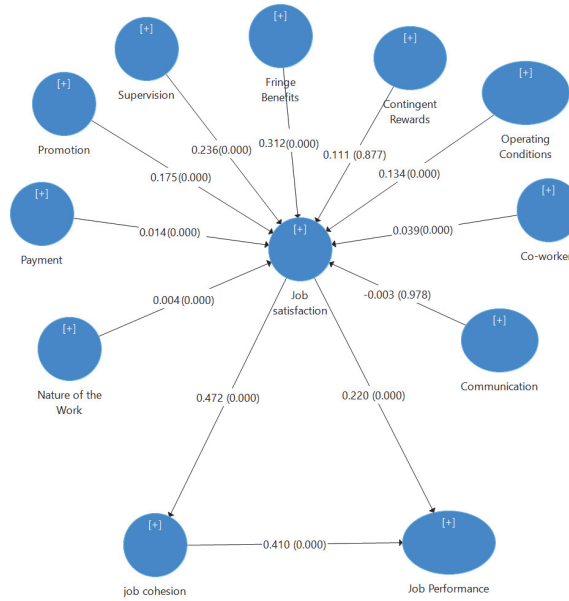 [+]
Fringe
Benefits
[+]
Supervision
[+]
Contingent
Rewards
[+]
Promotion
[+]
Operating
Conditions
0.236(0.000)
0.312(0.000)
0.111 (0.877)
0.175(0.000)
0.134(0.000)
[+]
Payment
[+]
Co-worker
0.014(0.000)
0.039(0.000)
[+]
Job
satisfaction
0.004(0.000)
-0.003 (0.978)
[+]
Nature of the
Work
[+]
Communication
0.472 (0.000)
0.220 (0.000)
[+]
job cohesion
0.410 (0.000)
[+]
Job Performance